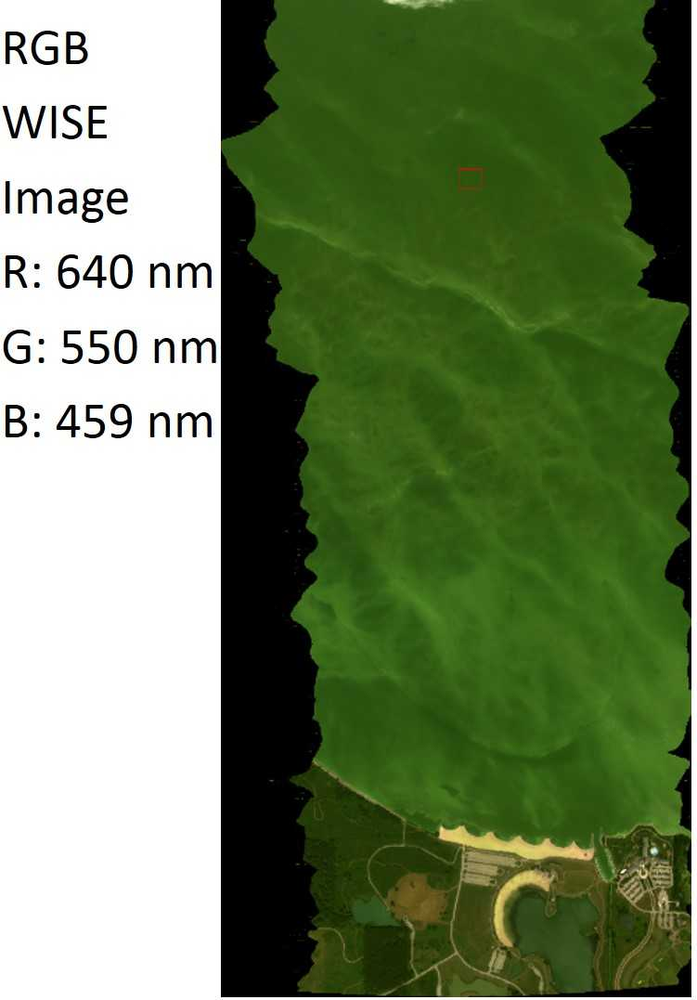 RGB
WISE
Image
R: 640 nm
G: 550 nm
B: 459 nm